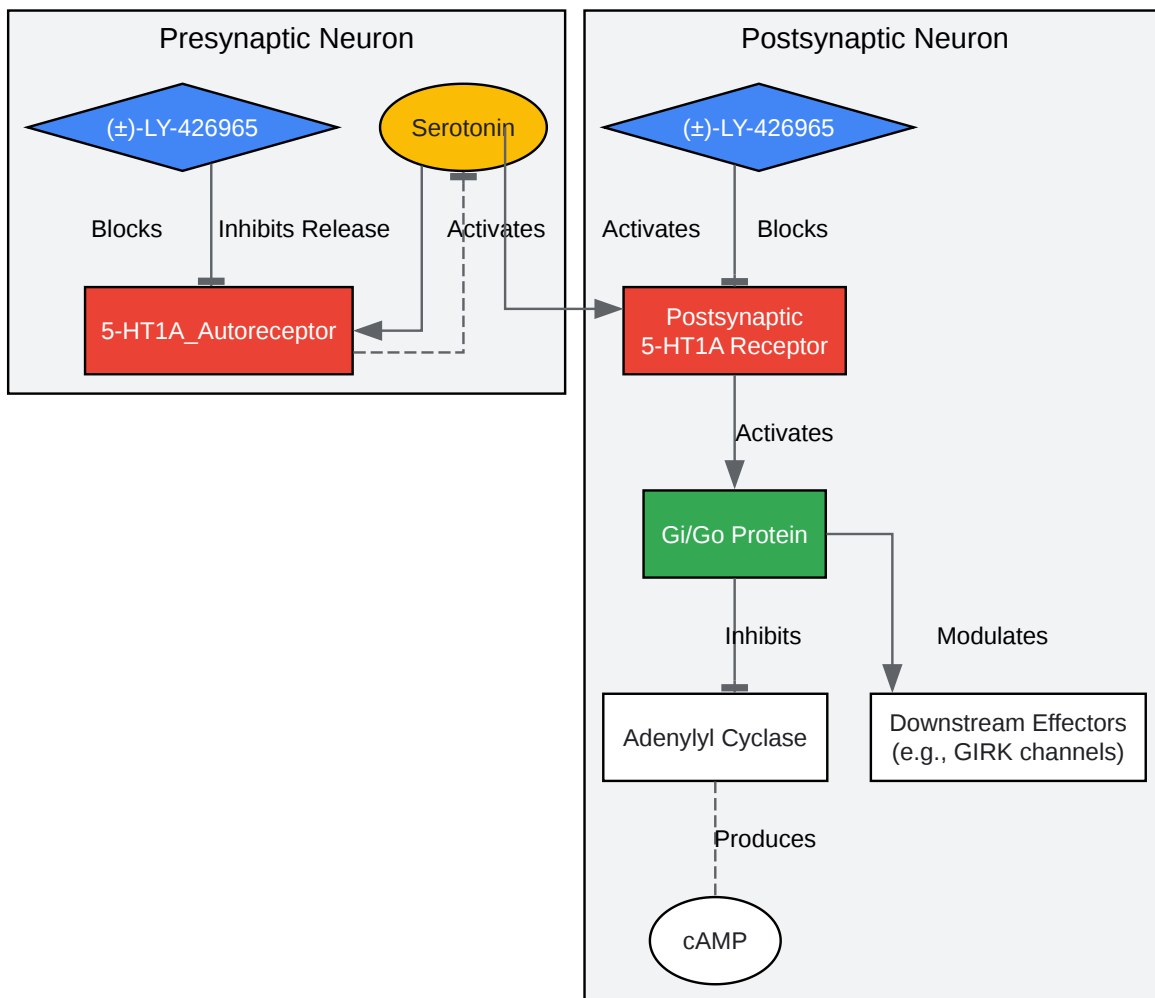 Presynaptic Neuron
Postsynaptic Neuron
(±)-LY-426965
Serotonin
(±)-LY-426965
Blocks
Inhibits Release
Activates
Activates
Blocks
5-HT1A_Autoreceptor
Postsynaptic
5-HT1A Receptor
Activates
Gi/Go Protein
Inhibits
Modulates
Adenylyl Cyclase
Downstream Effectors
(e.g., GIRK channels)
Produces
cAMP